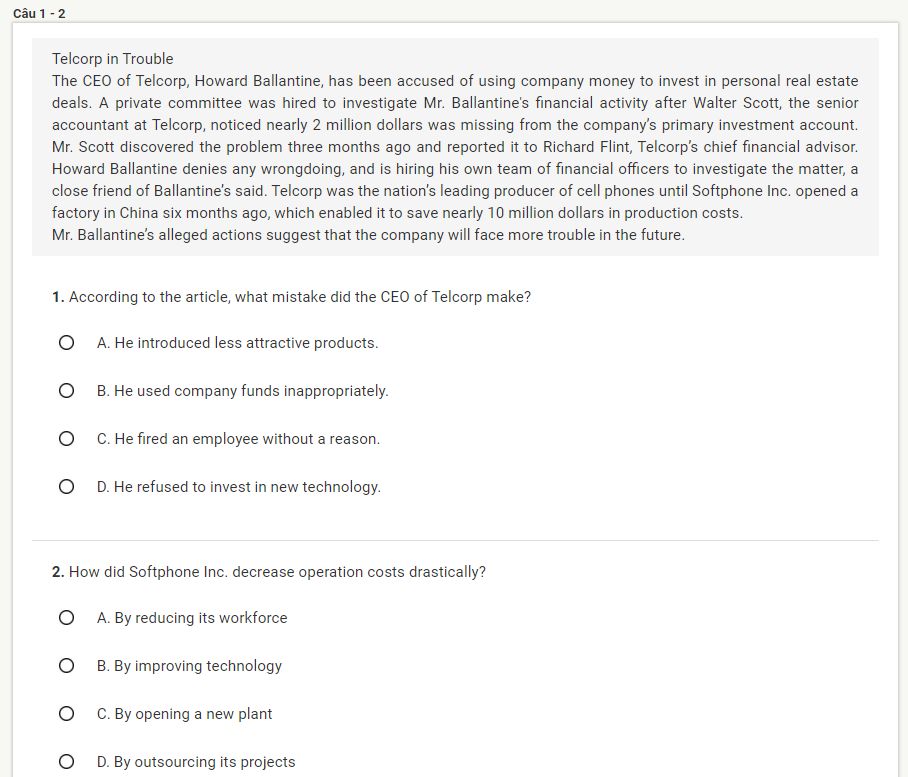 Câu 1 - 2
Telcorp in Trouble
The CEO of Telcorp, Howard Ballantine, has been accused of using company money to invest in personal real estate
deals. A private committee was hired to investigate Mr. Ballantine's financial activity after Walter Scott, the senior
accountant at Telcorp, noticed nearly 2 million dollars was missing from the company's primary investment account.
Mr. Scott discovered the problem three months ago and reported it to Richard Flint, Telcorp's chief financial advisor.
Howard Ballantine denies any wrongdoing, and is hiring his own team of financial officers to investigate the matter, a
close friend of Ballantine's said. Telcorp was the nation's leading producer of cell phones until Softphone Inc. opened a
factory in China six months ago, which enabled it to save nearly 10 million dollars in production costs.
Mr. Ballantine's alleged actions suggest that the company will face more trouble in the future.
1. According to the article, what mistake did the CEO of Telcorp make?
A. He introduced less attractive products.
B. He used company funds inappropriately.
C. He fired an employee without a reason.
D. He refused to invest in new technology.
2. How did Softphone Inc. decrease operation costs drastically?
A. By reducing its workforce
B. By improving technology
C. By opening a new plant
D. By outsourcing its projects